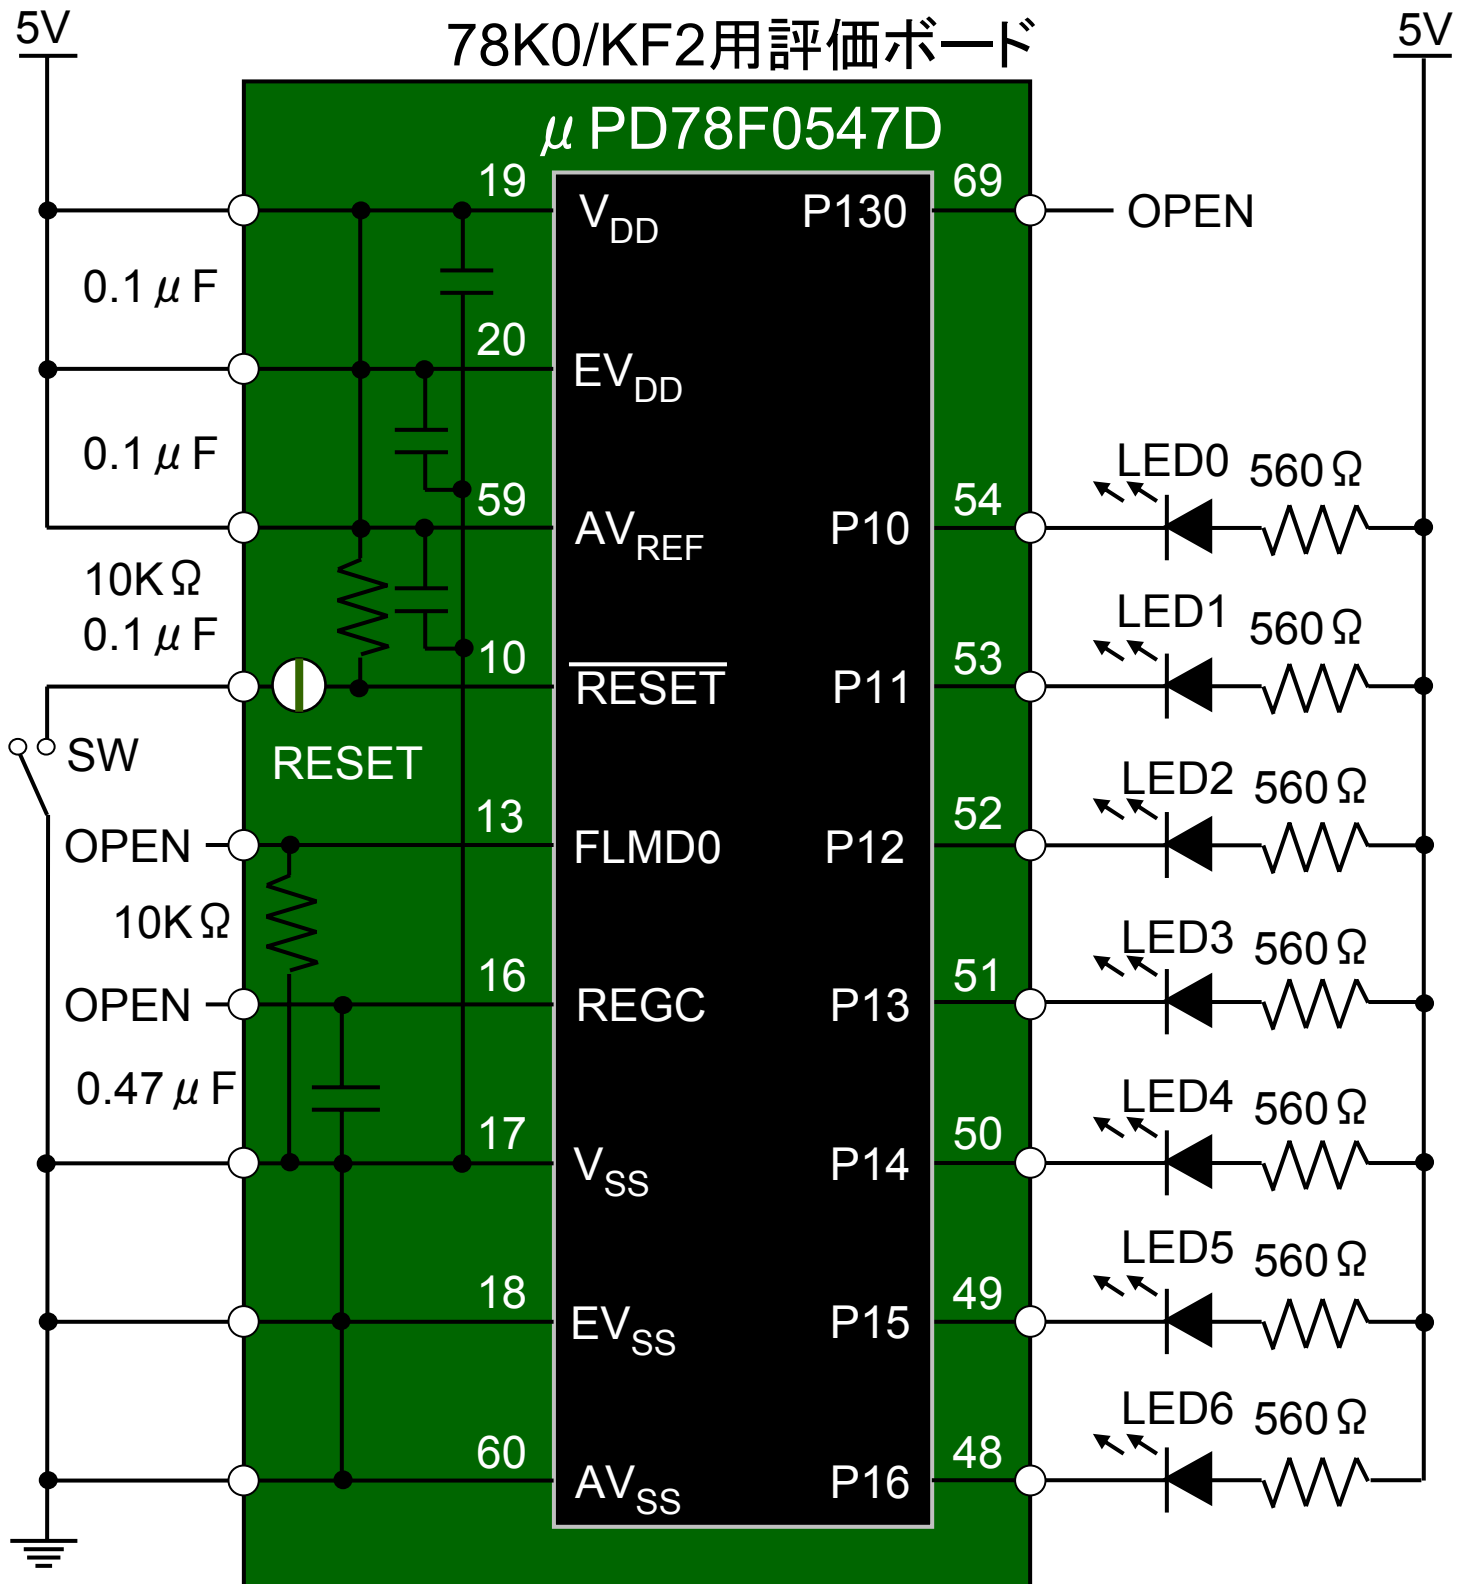 5V
78K0/KF2用評価ボード
5V
μPD78F0547D
19
VDD
P130
69
OPEN
0.1μF
20
EVDD
0.1μF
59
AVREF
P10
54
LED0
560Ω
10KΩ
0.1μF
10
RESET
P11
53
LED1
560Ω
SW
RESET
OPEN
13
FLMD0
P12
52
LED2
560Ω
10KΩ
OPEN
16
REGC
P13
51
LED3
560Ω
0.47μF
17
VSS
P14
50
LED4
560Ω
18
EVSS
P15
49
LED5
560Ω
60
AVSS
P16
48
LED6
560Ω